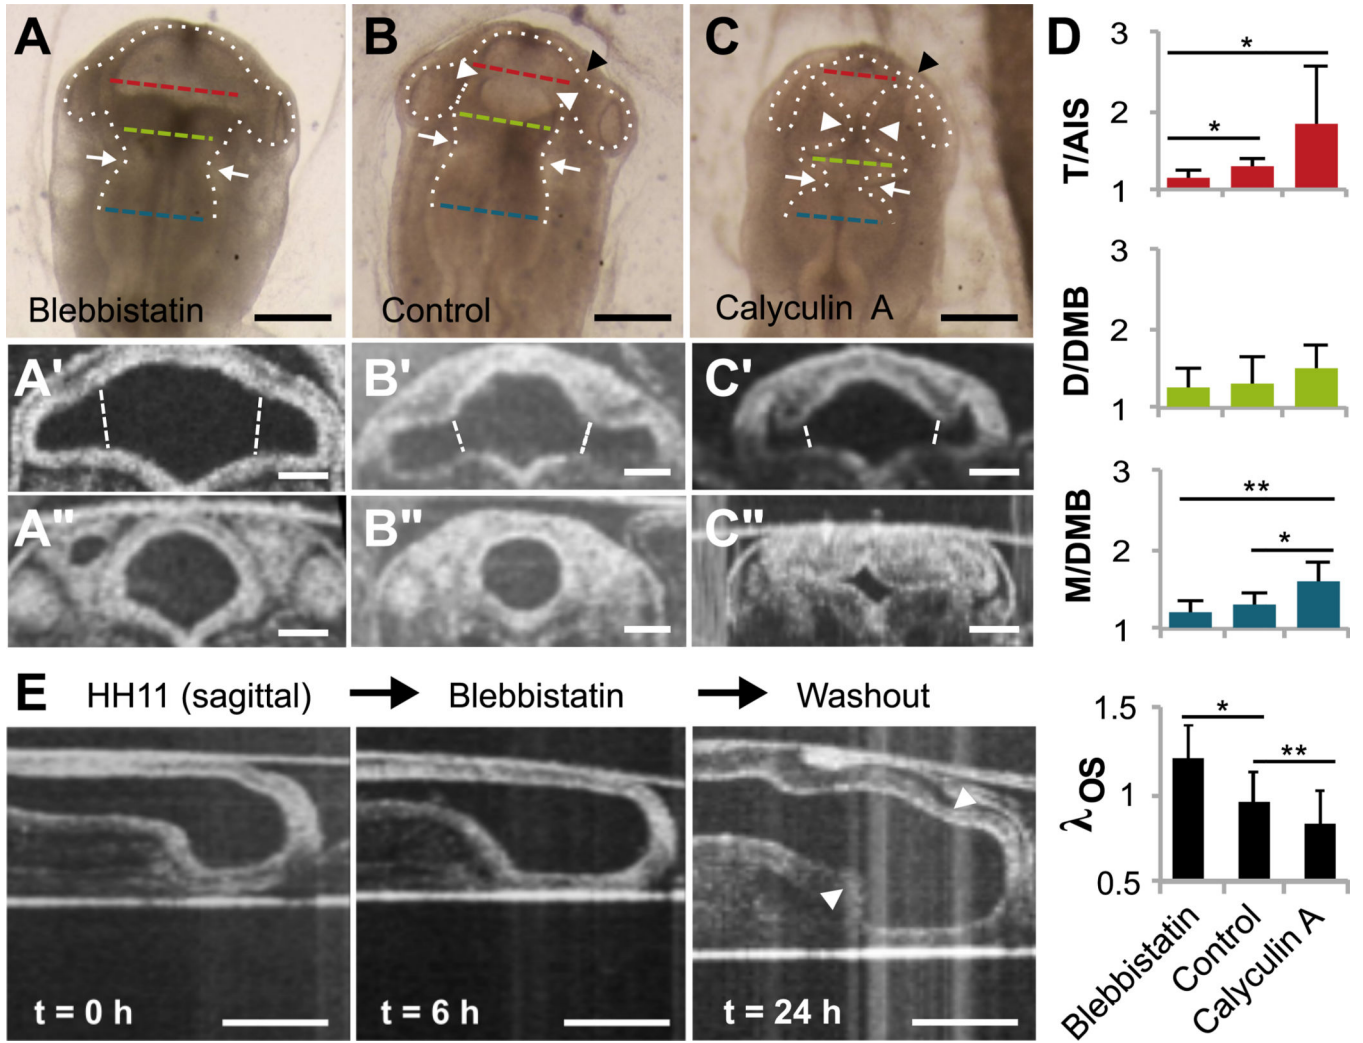 A
Blebbistatin
B
Control
C
Calyculin A
A'
B'
C'
A"
B"
C"
D
T/AIS
3
2
1
*
*
D/DMB
3
2
1
M/DMB
3
2
1
**
*
λOS
1.5
1
0.5
*
**
Blebbistatin
Control
Calyculin A
E
HH11 (sagittal)
Blebbistatin
Washout
t = 0 h
t = 6 h
t = 24 h